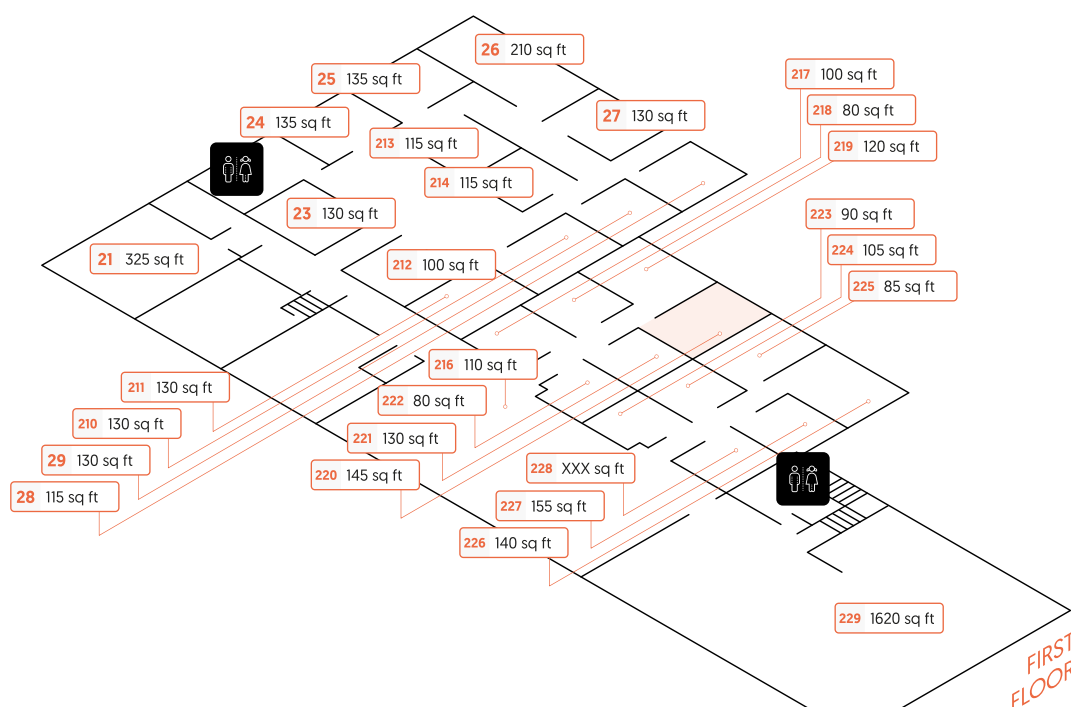 26 210 sq ft
25 135 sq ft
217 100 sq ft
24 135 sq ft
27 130 sq ft
218 80 sq ft
213 115 sq ft
219 120 sq ft
214 115 sq ft
23 130 sq ft
223 90 sq ft
21 325 sq ft
212 100 sq ft
224 105 sq ft
225 85 sq ft
216 110 sq ft
211 130 sq ft
222 80 sq ft
210 130 sq ft
221 130 sq ft
29 130 sq ft
220 145 sq ft
228 XXX sq ft
28 115 sq ft
227 155 sq ft
226 140 sq ft
229 1620 sq ft
FIRST
FLOOR